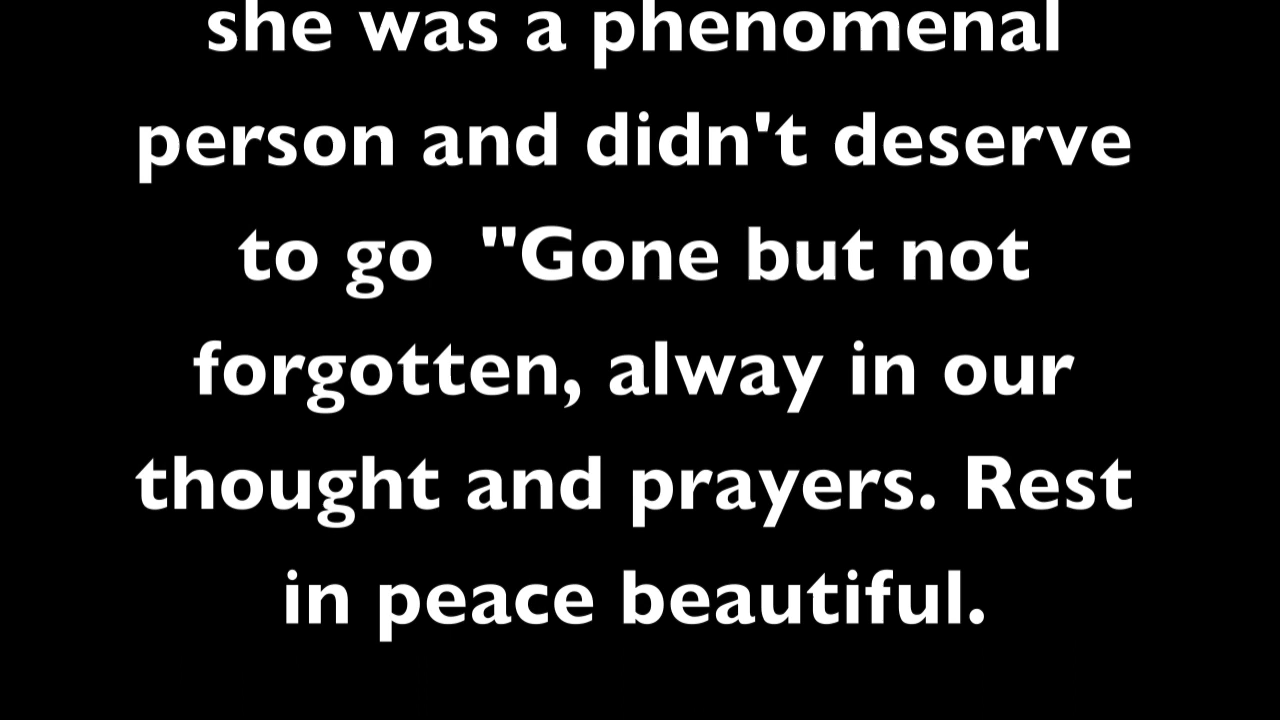 she was a phenomenal
person and didn't deserve
to go  "Gone but not
forgotten, alway in our
thought and prayers. Rest
in peace beautiful.